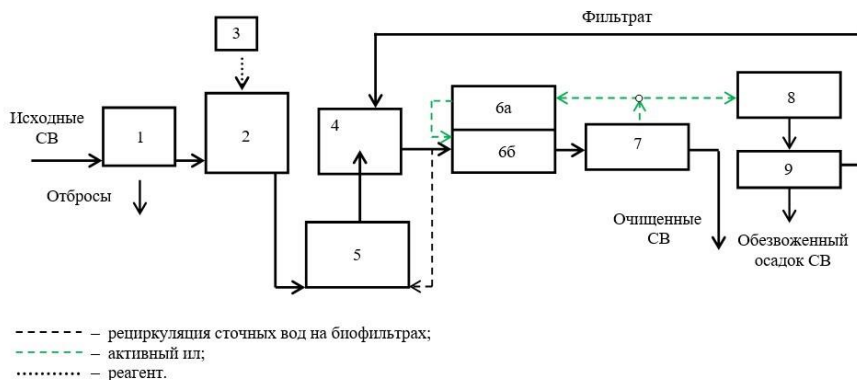 Фильтрат
3
Исходные
СВ
1
2
4
6а
6б
7
8
9
5
Отбросы
Очищенные
СВ
Обезвоженный
осадок СВ
– рециркуляция сточных вод на биофильтрах;
– активный ил;
– реагент.